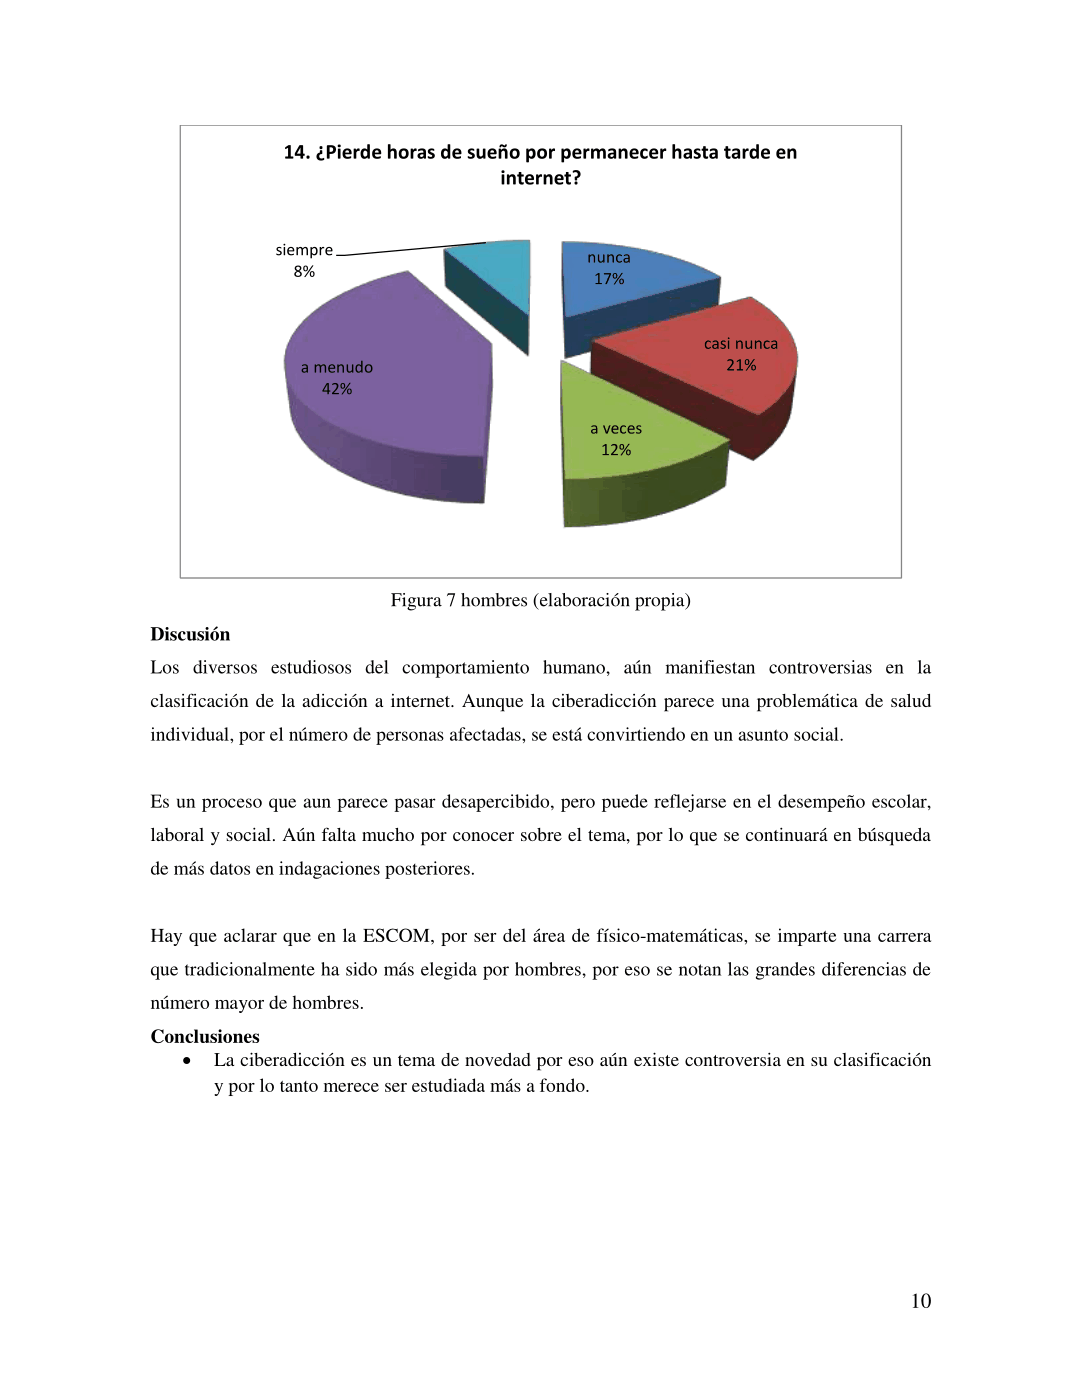 14. ¿Pierde horas de sueño por permanecer hasta tarde en
internet?
siempre
8%
nunca
17%
casi nunca
21%
a menudo
42%
a veces
12%
Figura 7 hombres (elaboración propia)
Discusión
Los diversos estudiosos del comportamiento humano, aún manifiestan controversias en la
clasificación de la adicción a internet. Aunque la ciberadicción parece una problemática de salud
individual, por el número de personas afectadas, se está convirtiendo en un asunto social.
Es un proceso que aun parece pasar desapercibido, pero puede reflejarse en el desempeño escolar,
laboral y social. Aún falta mucho por conocer sobre el tema, por lo que se continuará en búsqueda
de más datos en indagaciones posteriores.
Hay que aclarar que en la ESCOM, por ser del área de físico-matemáticas, se imparte una carrera
que tradicionalmente ha sido más elegida por hombres, por eso se notan las grandes diferencias de
número mayor de hombres.
Conclusiones
• La ciberadicción es un tema de novedad por eso aún existe controversia en su clasificación
y por lo tanto merece ser estudiada más a fondo.
10